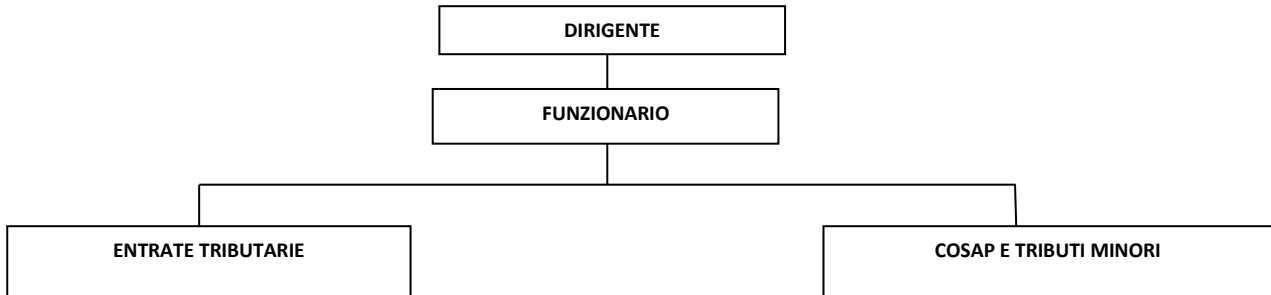 DIRIGENTE
FUNZIONARIO
ENTRATE TRIBUTARIE
COSAP E TRIBUTI MINORI